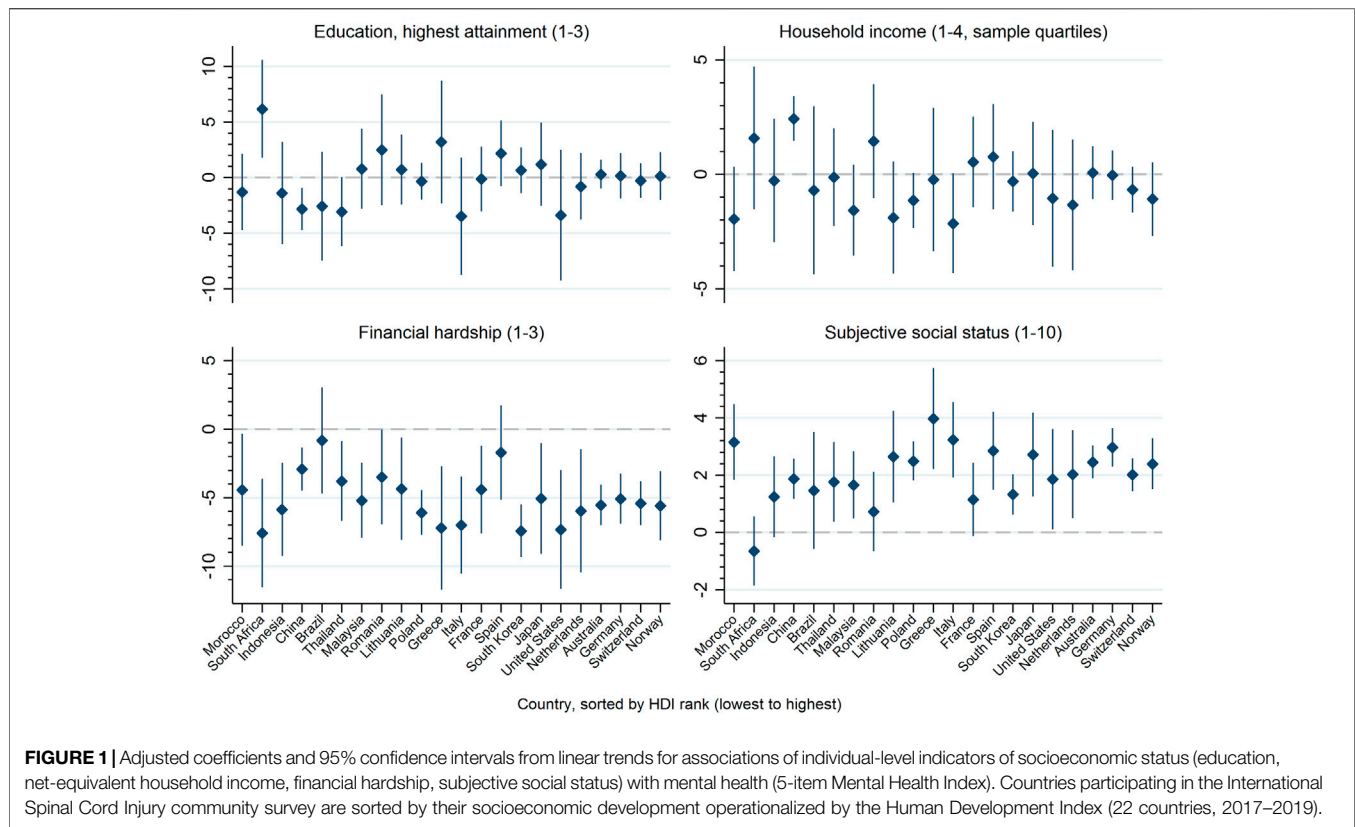 Education, highest attainment (1-3)
10
5
0
-5
-10
Household income (1-4, sample quartiles)
5
0
-5
Financial hardship (1-3)
5
0
-5
-10
Subjective social status (1-10)
6
4
2
0
-2
Morocco
South Africa
Indonesia
China
Brazil
Thailand
Malaysia
Romania
Lithuania
Poland
Greece
Italy
France
Spain
South Korea
Japan
United States
Netherlands
Australia
Germany
Switzerland
Norway
Morocco
South Africa
Indonesia
China
Brazil
Thailand
Malaysia
Romania
Lithuania
Poland
Greece
Italy
France
Spain
South Korea
Japan
United States
Netherlands
Australia
Germany
Switzerland
Norway
Country, sorted by HDI rank (lowest to highest)
FIGURE 1 | Adjusted coefficients and 95% confidence intervals from linear trends for associations of individual-level indicators of socioeconomic status (education,
net-equivalent household income, financial hardship, subjective social status) with mental health (5-item Mental Health Index). Countries participating in the International
Spinal Cord Injury community survey are sorted by their socioeconomic development operationalized by the Human Development Index (22 countries, 2017–2019).